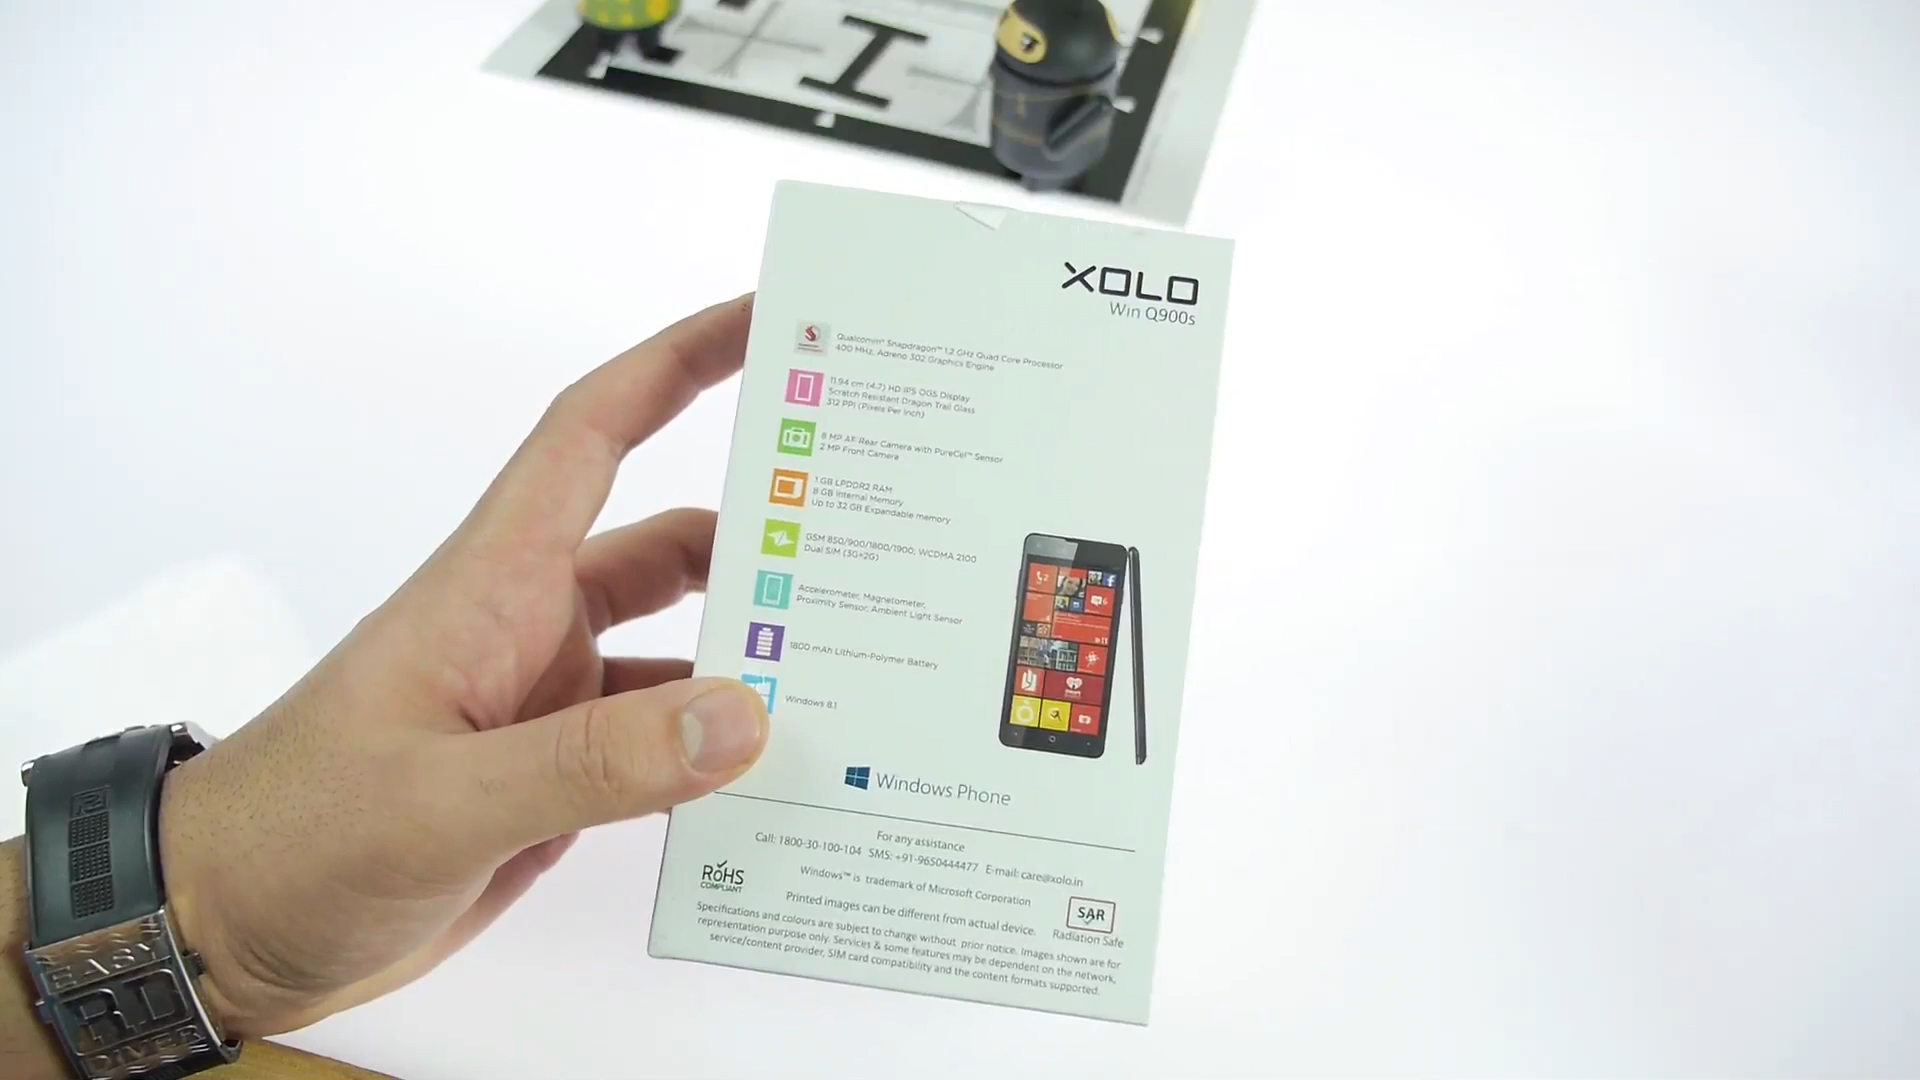 XOLO
Win Q900s
Qualcomm® Snapdragon™ 1.2 GHz Quad Core Processor
400 MHz, Adreno 302 Graphics Engine
11.94 cm (4.7) HD IPS OGS Display
Scratch Resistant Dragon Trail Glass
312 PPI (Pixels Per Inch)
8 MP AF Rear Camera with PureCel™ Sensor
2 MP Front Camera
1 GB LPDDR2 RAM
8 GB Internal Memory
Up to 32 GB Expandable memory
GSM 850/900/1800/1900, WCDMA 2100
Dual SIM (3G+2G)
Accelerometer, Magnetometer,
Proximity Sensor, Ambient Light Sensor
1800 mAh Lithium-Polymer Battery
Windows 8.1
Windows Phone
For any assistance
Call: 1800-30-100-104 SMS: +91-9650444477 E-mail: care@xolo.in
RoHS
COMPLIANT
Windows™ is trademark of Microsoft Corporation
Printed images can be different from actual device.
SAR
Radiation Safe
Specifications and colours are subject to change without prior notice. Images shown are for
representation purpose only. Services & some features may be dependent on the network,
service/content provider, SIM card compatibility and the content formats supported.
EASY
RD
DIVER